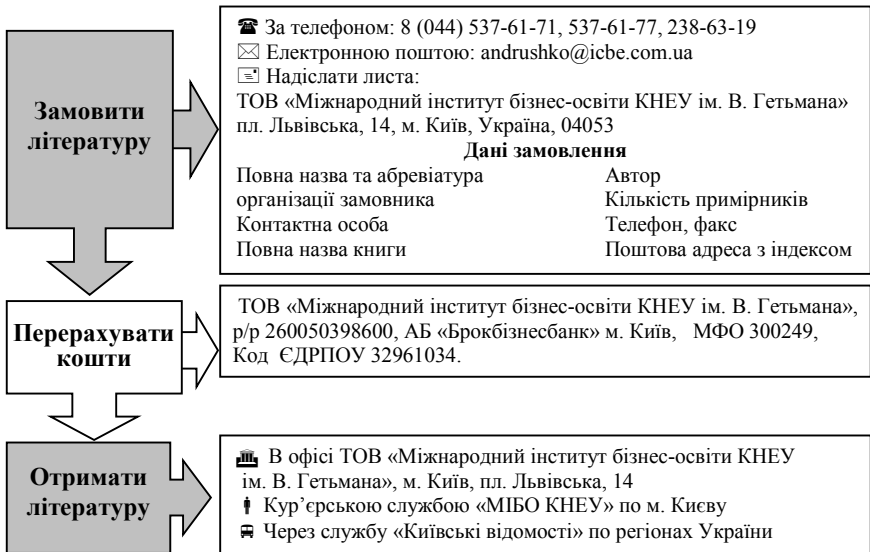 Замовити
літературу
☎ За телефоном: 8 (044) 537-61-71, 537-61-77, 238-63-19
Електронною поштою: andrushko@icbe.com.ua
Надіслати листа:
ТОВ «Міжнародний інститут бізнес-освіти КНЕУ ім. В. Гетьмана»
пл. Львівська, 14, м. Київ, Україна, 04053
Дані замовлення
Повна назва та абревіатура
організації замовника
Контактна особа
Повна назва книги
Автор
Кількість примірників
Телефон, факс
Поштова адреса з індексом
Перерахувати
кошти
ТОВ «Міжнародний інститут бізнес-освіти КНЕУ ім. В. Гетьмана»,
р/р 260050398600, АБ «Брокбізнесбанк» м. Київ, МФО 300249,
Код ЄДРПОУ 32961034.
Отримати
літературу
В офісі ТОВ «Міжнародний інститут бізнес-освіти КНЕУ
ім. В. Гетьмана», м. Київ, пл. Львівська, 14
Кур’єрською службою «МІБО КНЕУ» по м. Києву
Через службу «Київські відомості» по регіонах України